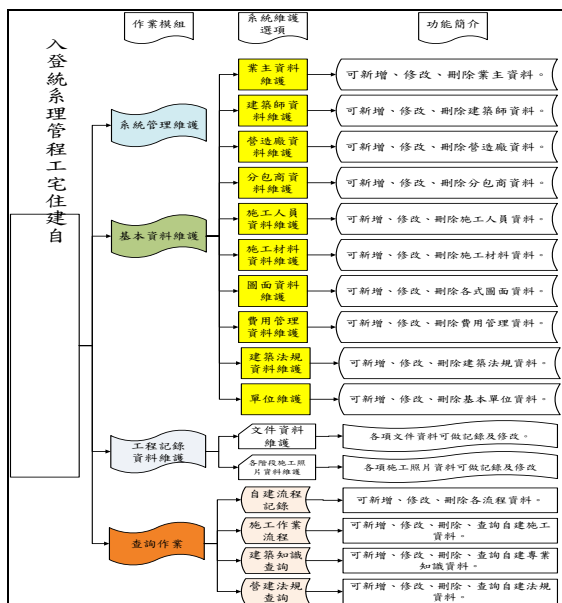 作業模組
系統維護
選項
功能簡介
入登統系理管程工宅住建自
系統管理維護
基本資料維護
工程記錄
資料維護
查詢作業
業主資料
維護
可新增、修改、刪除業主資料。
建築師資
料維護
可新增、修改、刪除建築師資料。
營造廠資
料維護
可新增、修改、刪除營造廠資料。
分包商資
料維護
可新增、修改、刪除分包商資料。
施工人員
資料維護
可新增、修改、刪除施工人員資料。
施工材料
資料維護
可新增、修改、刪除施工材料資料。
圖面資料
維護
可新增、修改、刪除各式圖面資料。
費用管理
資料維護
可新增、修改、刪除費用管理資料。
建築法規
資料維護
可新增、修改、刪除建築法規資料。
單位維護
可新增、修改、刪除基本單位資料。
文件資料
維護
各項文件資料可做記錄及修改。
各階段施工照
片資料維護
各項施工照片資料可做記錄及修改
自建流程
記錄
可新增、修改、刪除各流程資料。
施工作業
流程
可新增、修改、刪除、查詢自建施工
資料。
建築知識
查詢
可新增、修改、刪除、查詢自建專業
知識資料。
營建法規
查詢
可新增、修改、刪除、查詢自建法規
資料。